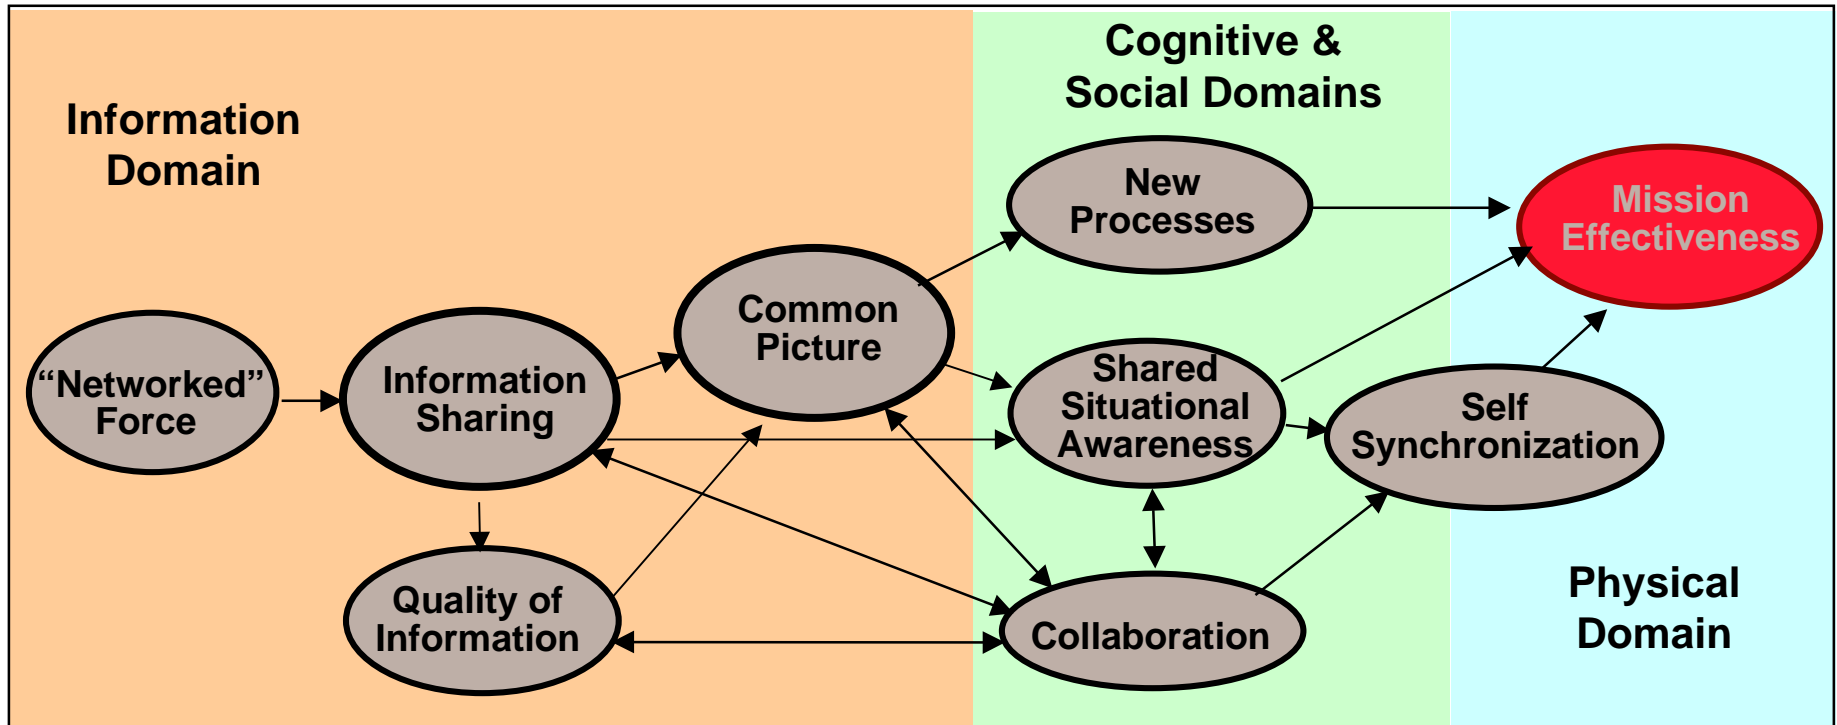 Information
Domain
Cognitive &
Social Domains
New
Processes
Mission
Effectiveness
Common
Picture
“Networked”
Force
Information
Sharing
Shared
Situational
Awareness
Self
Synchronization
Quality of
Information
Collaboration
Physical
Domain